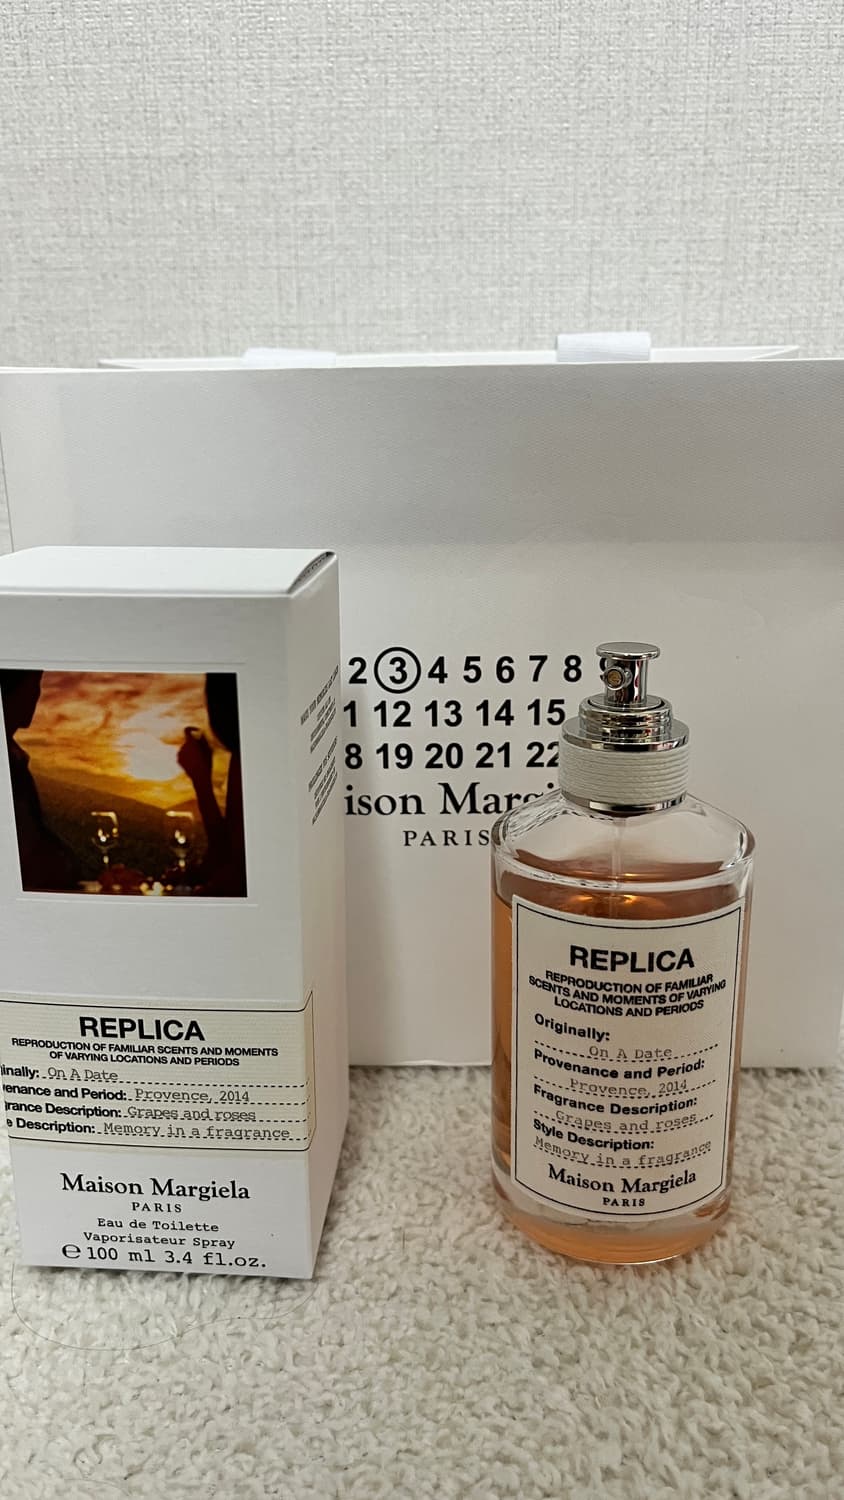 2 3 4 5 6 7 8 9
1 12 13 14 15
8 19 20 21 22
ison Margi
PARIS
REPLICA
REPRODUCTION OF FAMILIAR SCENTS AND MOMENTS
OF VARYING LOCATIONS AND PERIODS
inally: On A Date
enance and Period: Provence, 2014
grance Description: Grapes and roses
e Description: Memory in a fragrance
Maison Margiela
PARIS
Eau de Toilette
Vaporisateur Spray
℮ 100 ml 3.4 fl.oz.
REPLICA
REPRODUCTION OF FAMILIAR
SCENTS AND MOMENTS OF VARYING
LOCATIONS AND PERIODS
Originally:
On A Date
Provenance and Period:
Provence, 2014
Fragrance Description:
Grapes and roses
Style Description:
Memory in a fragrance
Maison Margiela
PARIS